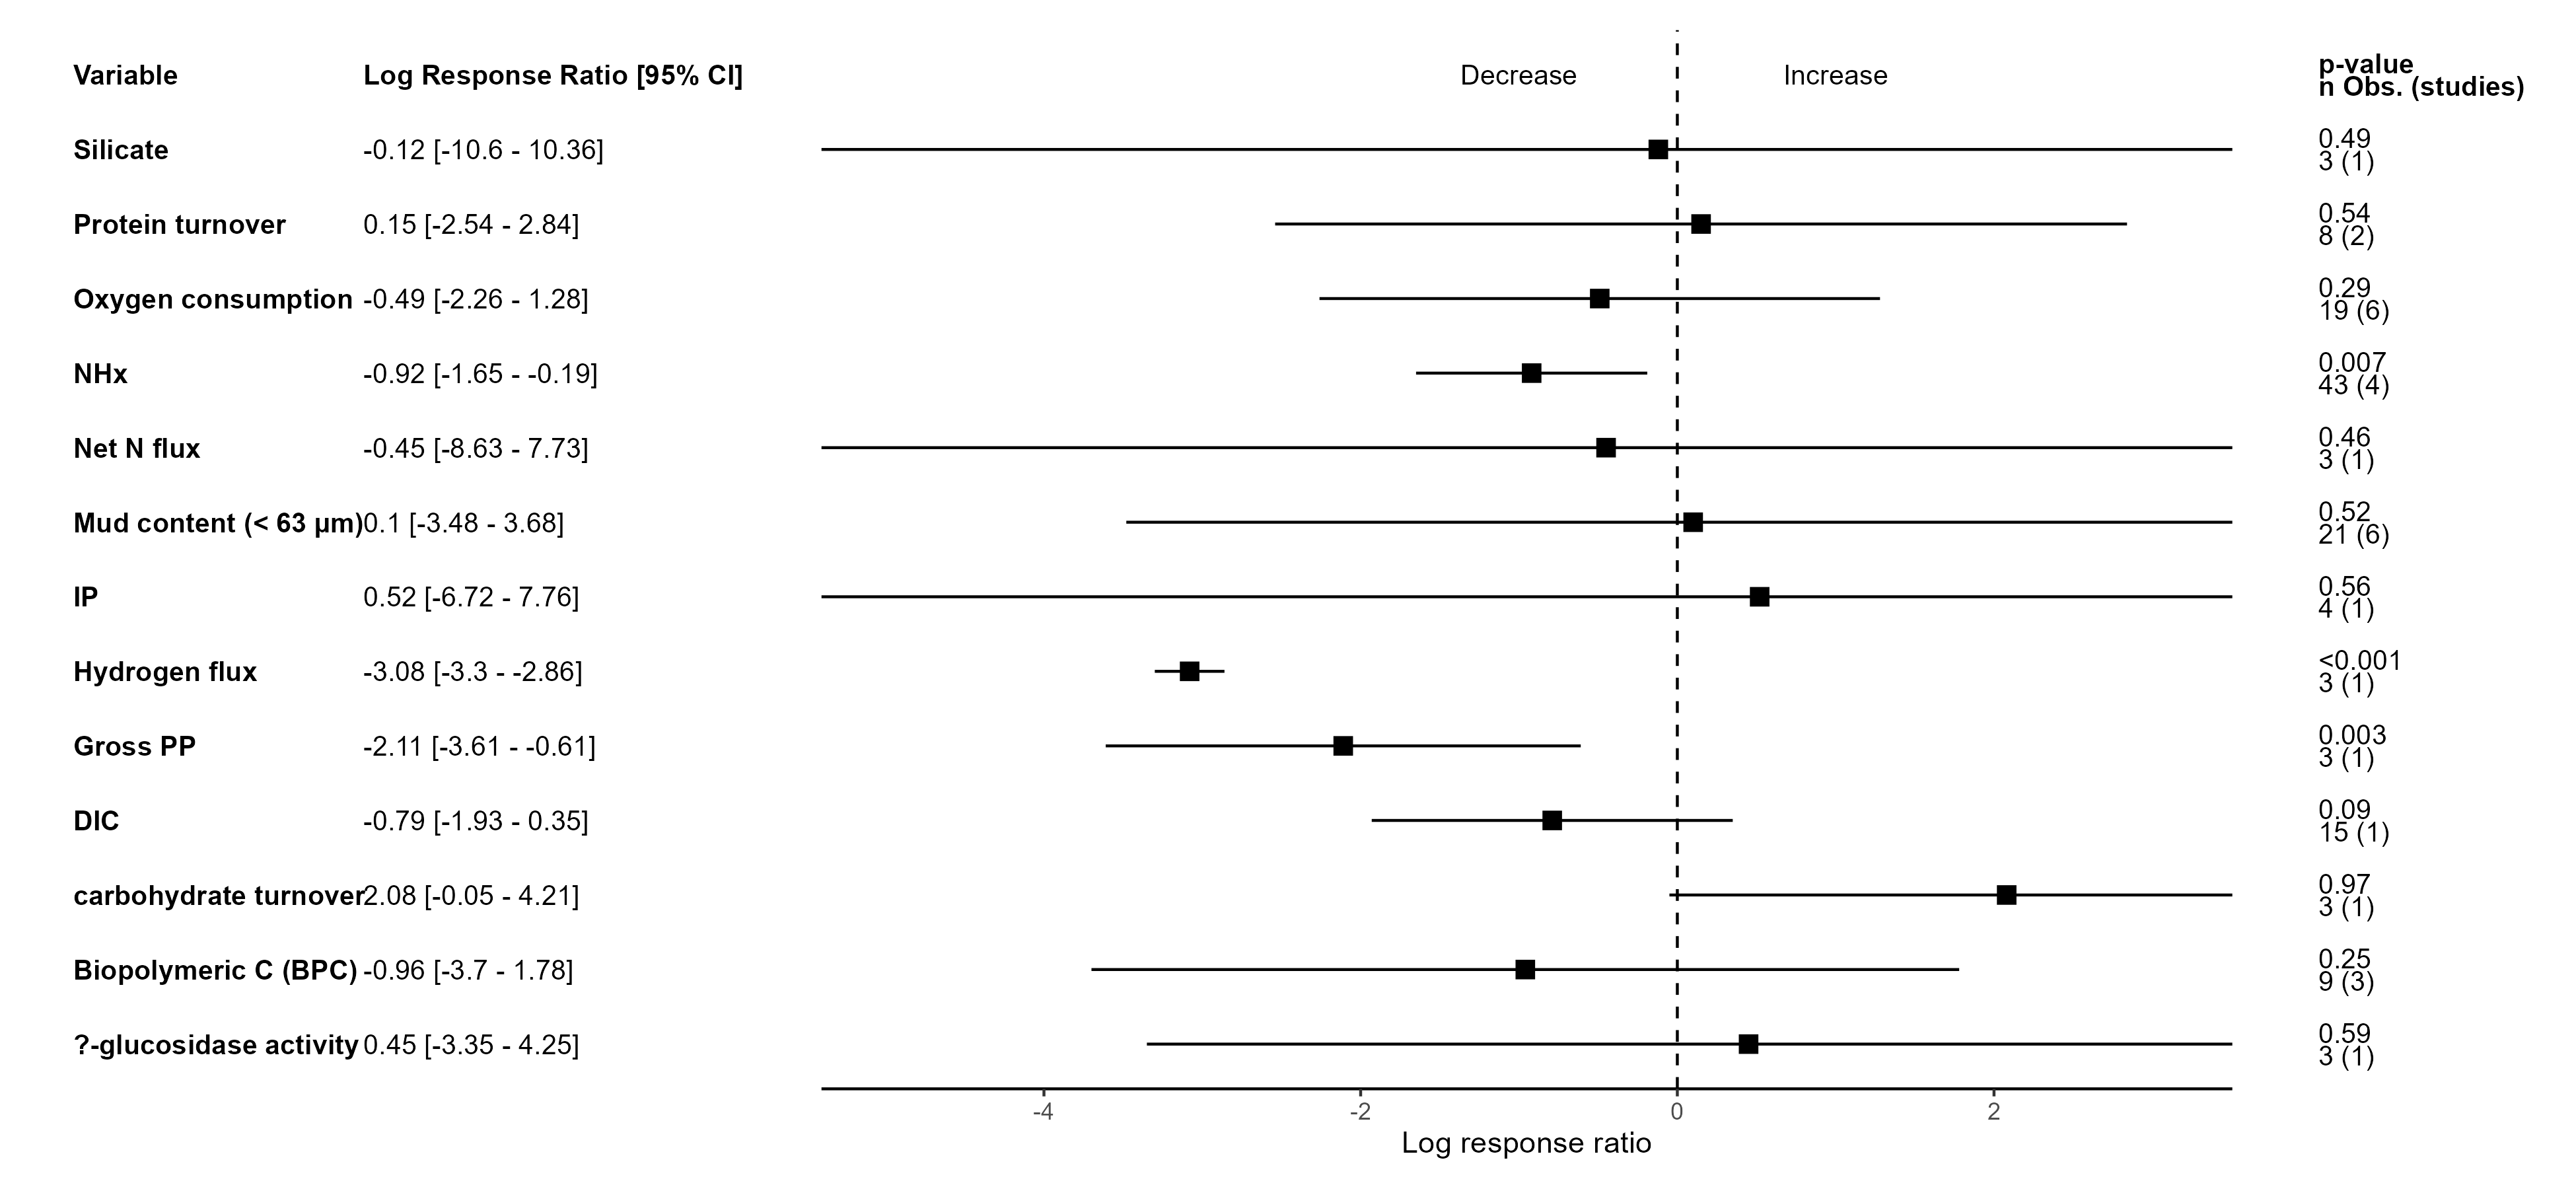 Variable Log Response Ratio [95% CI] Decrease Increase p-value
n Obs. (studies)
Silicate -0.12 [-10.6 - 10.36] 0.49
3 (1)
Protein turnover 0.15 [-2.54 - 2.84] 0.54
8 (2)
Oxygen consumption -0.49 [-2.26 - 1.28] 0.29
19 (6)
NHx -0.92 [-1.65 - -0.19] 0.007
43 (4)
Net N flux -0.45 [-8.63 - 7.73] 0.46
3 (1)
Mud content (< 63 µm) 0.1 [-3.48 - 3.68] 0.52
21 (6)
IP 0.52 [-6.72 - 7.76] 0.56
4 (1)
Hydrogen flux -3.08 [-3.3 - -2.86] <0.001
3 (1)
Gross PP -2.11 [-3.61 - -0.61] 0.003
3 (1)
DIC -0.79 [-1.93 - 0.35] 0.09
15 (1)
carbohydrate turnover 2.08 [-0.05 - 4.21] 0.97
3 (1)
Biopolymeric C (BPC) -0.96 [-3.7 - 1.78] 0.25
9 (3)
?-glucosidase activity 0.45 [-3.35 - 4.25] 0.59
3 (1)
-4 -2 0 2
Log response ratio